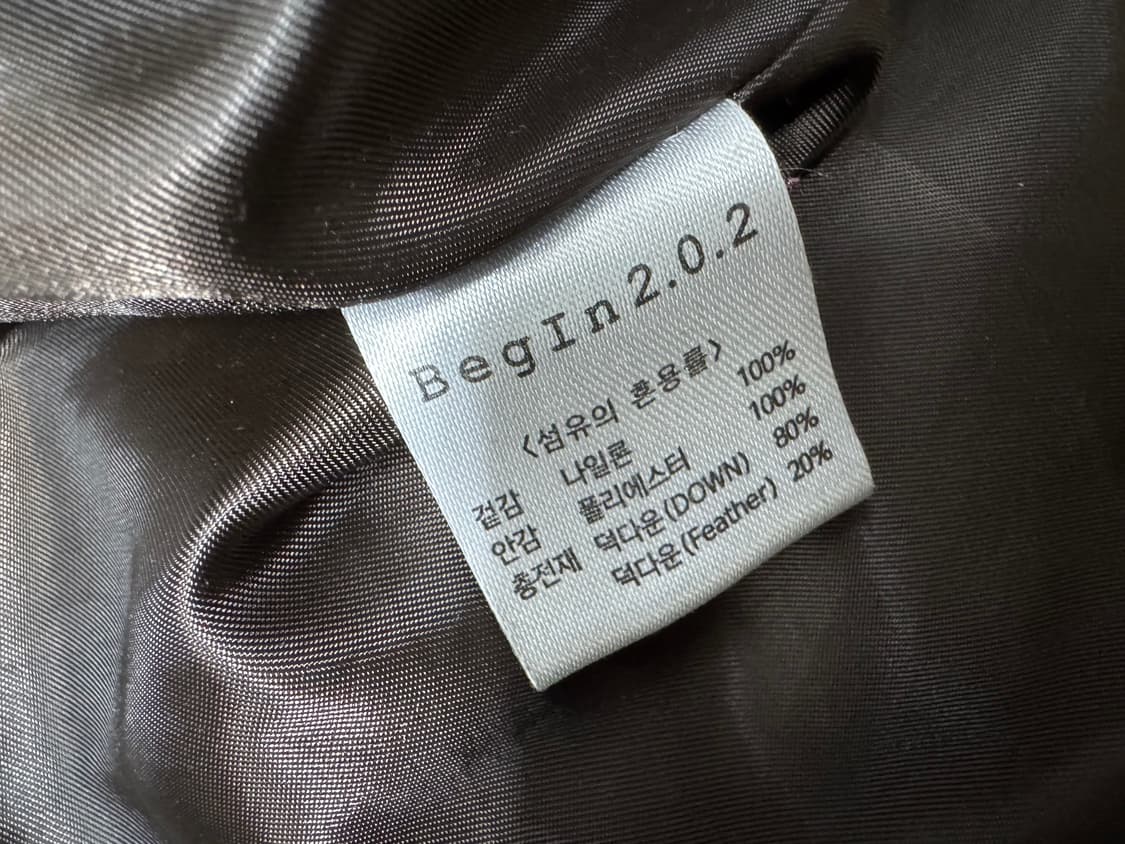 BegIn2.0.2
<섬유의 혼용률>
겉감 나일론 100%
안감 폴리에스터 100%
충전재 덕다운(DOWN) 80%
덕다운(Feather) 20%